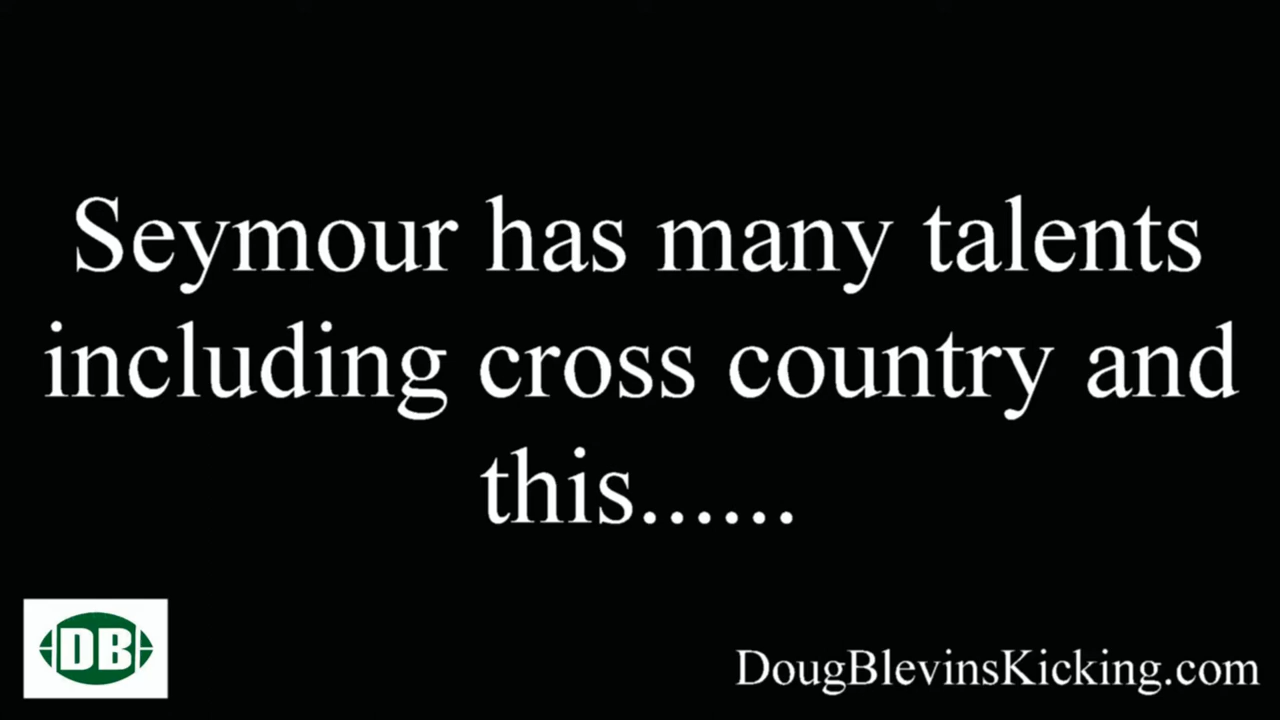 Seymour has many talents
including cross country and
this......
DB
DougBlevinsKicking.com